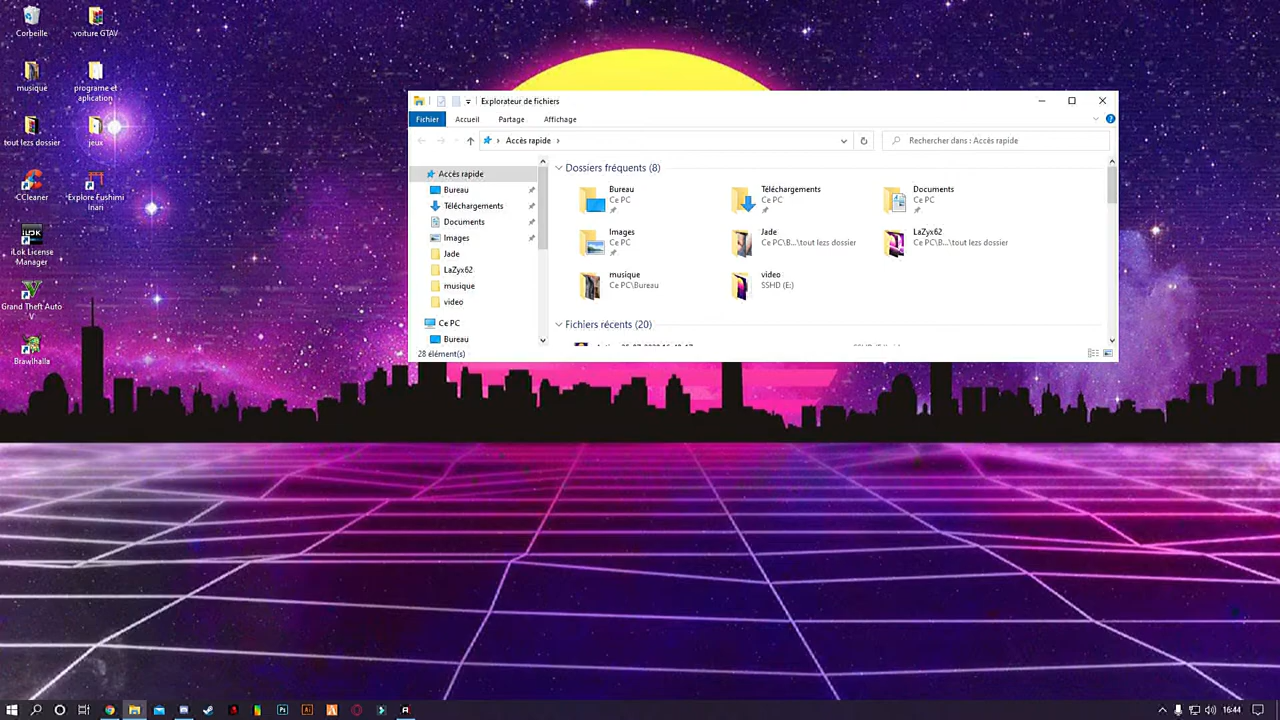 Corbeille
voiture GTAV
musique
programe et
aplication
tout lezs dossier
jeux
CCleaner
Explore Fushimi
Inari
iLok License
Manager
Grand Theft Auto
V
Brawlhalla
Explorateur de fichiers
Fichier
Accueil
Partage
Affichage
Accès rapide
Rechercher dans : Accès rapide
Accès rapide
Bureau
Téléchargements
Documents
Images
Jade
LaZyx62
musique
video
Ce PC
Bureau
Dossiers fréquents (8)
Bureau
Ce PC
Téléchargements
Ce PC
Documents
Ce PC
Images
Ce PC
Jade
Ce PC\B...\tout lezs dossier
LaZyx62
Ce PC\B...\tout lezs dossier
musique
Ce PC\Bureau
video
SSHD (E:)
Fichiers récents (20)
28 élément(s)
16:44